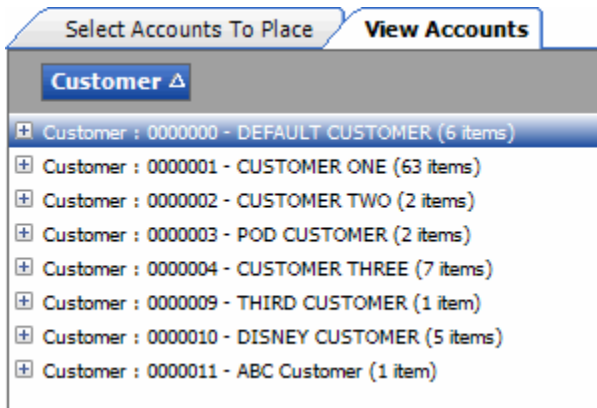 Select Accounts To Place View Accounts
Customer
Customer : 0000000 - DEFAULT CUSTOMER (6 items)
Customer : 0000001 - CUSTOMER ONE (63 items)
Customer : 0000002 - CUSTOMER TWO (2 items)
Customer : 0000003 - POD CUSTOMER (2 items)
Customer : 0000004 - CUSTOMER THREE (7 items)
Customer : 0000009 - THIRD CUSTOMER (1 item)
Customer : 0000010 - DISNEY CUSTOMER (5 items)
Customer : 0000011 - ABC Customer (1 item)